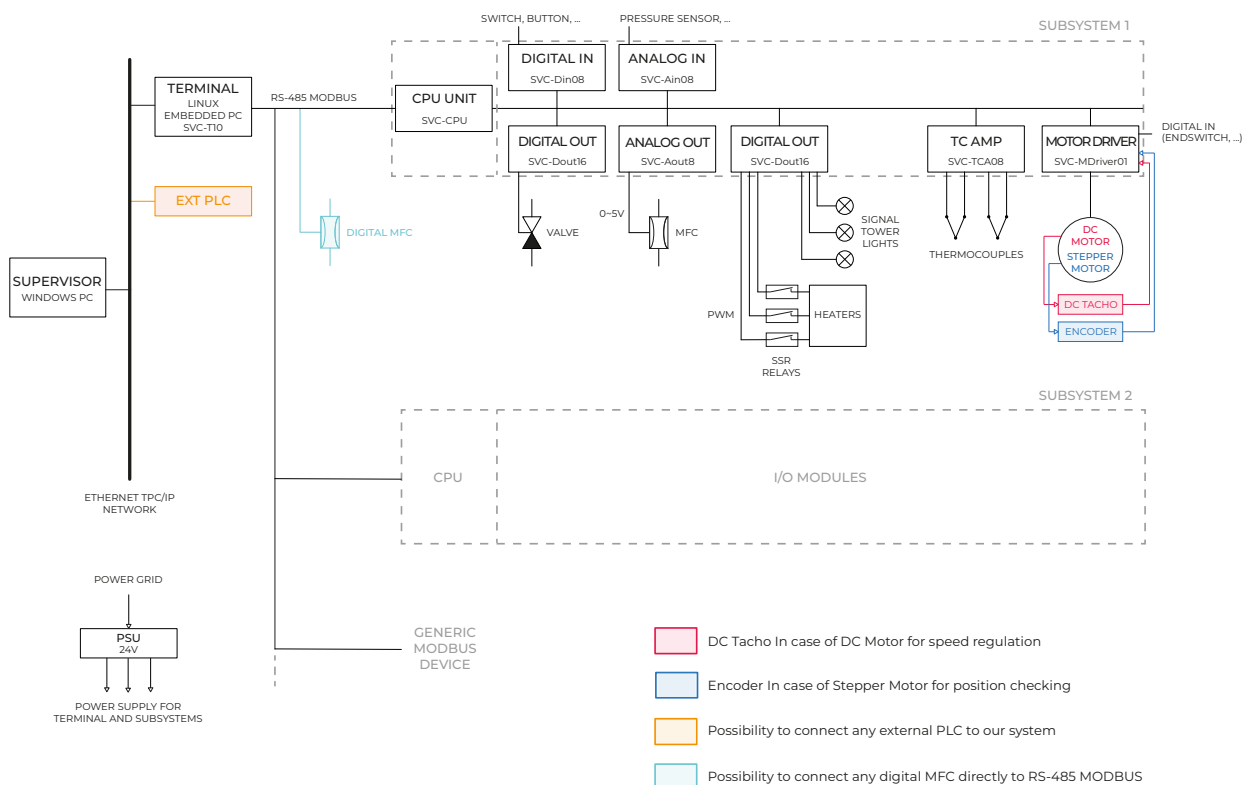 SWITCH, BUTTON, ...
PRESSURE SENSOR, ...
SUBSYSTEM 1
DIGITAL IN
SVC-Din08
ANALOG IN
SVC-Ain08
TERMINAL
LINUX
EMBEDDED PC
SVC-T10
RS-485 MODBUS
CPU UNIT
SVC-CPU
DIGITAL OUT
SVC-Dout16
ANALOG OUT
SVC-Aout8
DIGITAL OUT
SVC-Dout16
TC AMP
SVC-TCA08
MOTOR DRIVER
SVC-MDriver01
DIGITAL IN
(ENDSWITCH, ...)
EXT PLC
DIGITAL MFC
VALVE
0~5V
MFC
SIGNAL
TOWER
LIGHTS
THERMOCOUPLES
DC
MOTOR
STEPPER
MOTOR
SUPERVISOR
WINDOWS PC
PWM
HEATERS
DC TACHO
ENCODER
SSR
RELAYS
SUBSYSTEM 2
CPU
I/O MODULES
ETHERNET TPC/IP
NETWORK
POWER GRID
PSU
24V
POWER SUPPLY FOR
TERMINAL AND SUBSYSTEMS
GENERIC
MODBUS
DEVICE
DC Tacho In case of DC Motor for speed regulation
Encoder In case of Stepper Motor for position checking
Possibility to connect any external PLC to our system
Possibility to connect any digital MFC directly to RS-485 MODBUS